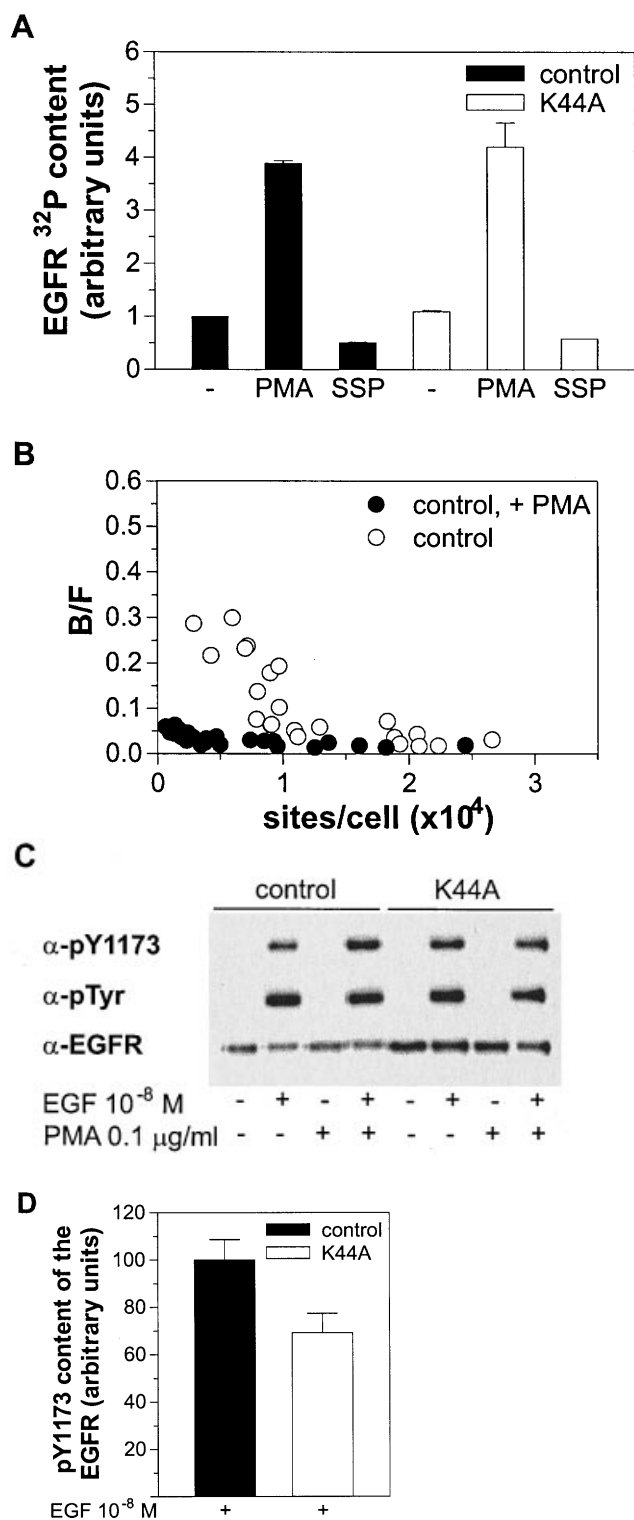 A
EGFR ³²P content
(arbitrary units)
6
5
4
3
2
1
0
control
K44A
- PMA SSP - PMA SSP
B
B/F
0.6
0.5
0.4
0.3
0.2
0.1
0.0
control, + PMA
control
0 1 2 3
sites/cell (x10⁴)
C
control K44A
α-pY1173
α-pTyr
α-EGFR
EGF 10⁻⁸ M - + - + - + - +
PMA 0.1 μg/ml - - + + - - + +
D
pY1173 content of the
EGFR (arbitrary units)
120
100
80
60
40
20
control
K44A
EGF 10⁻⁸ M + +